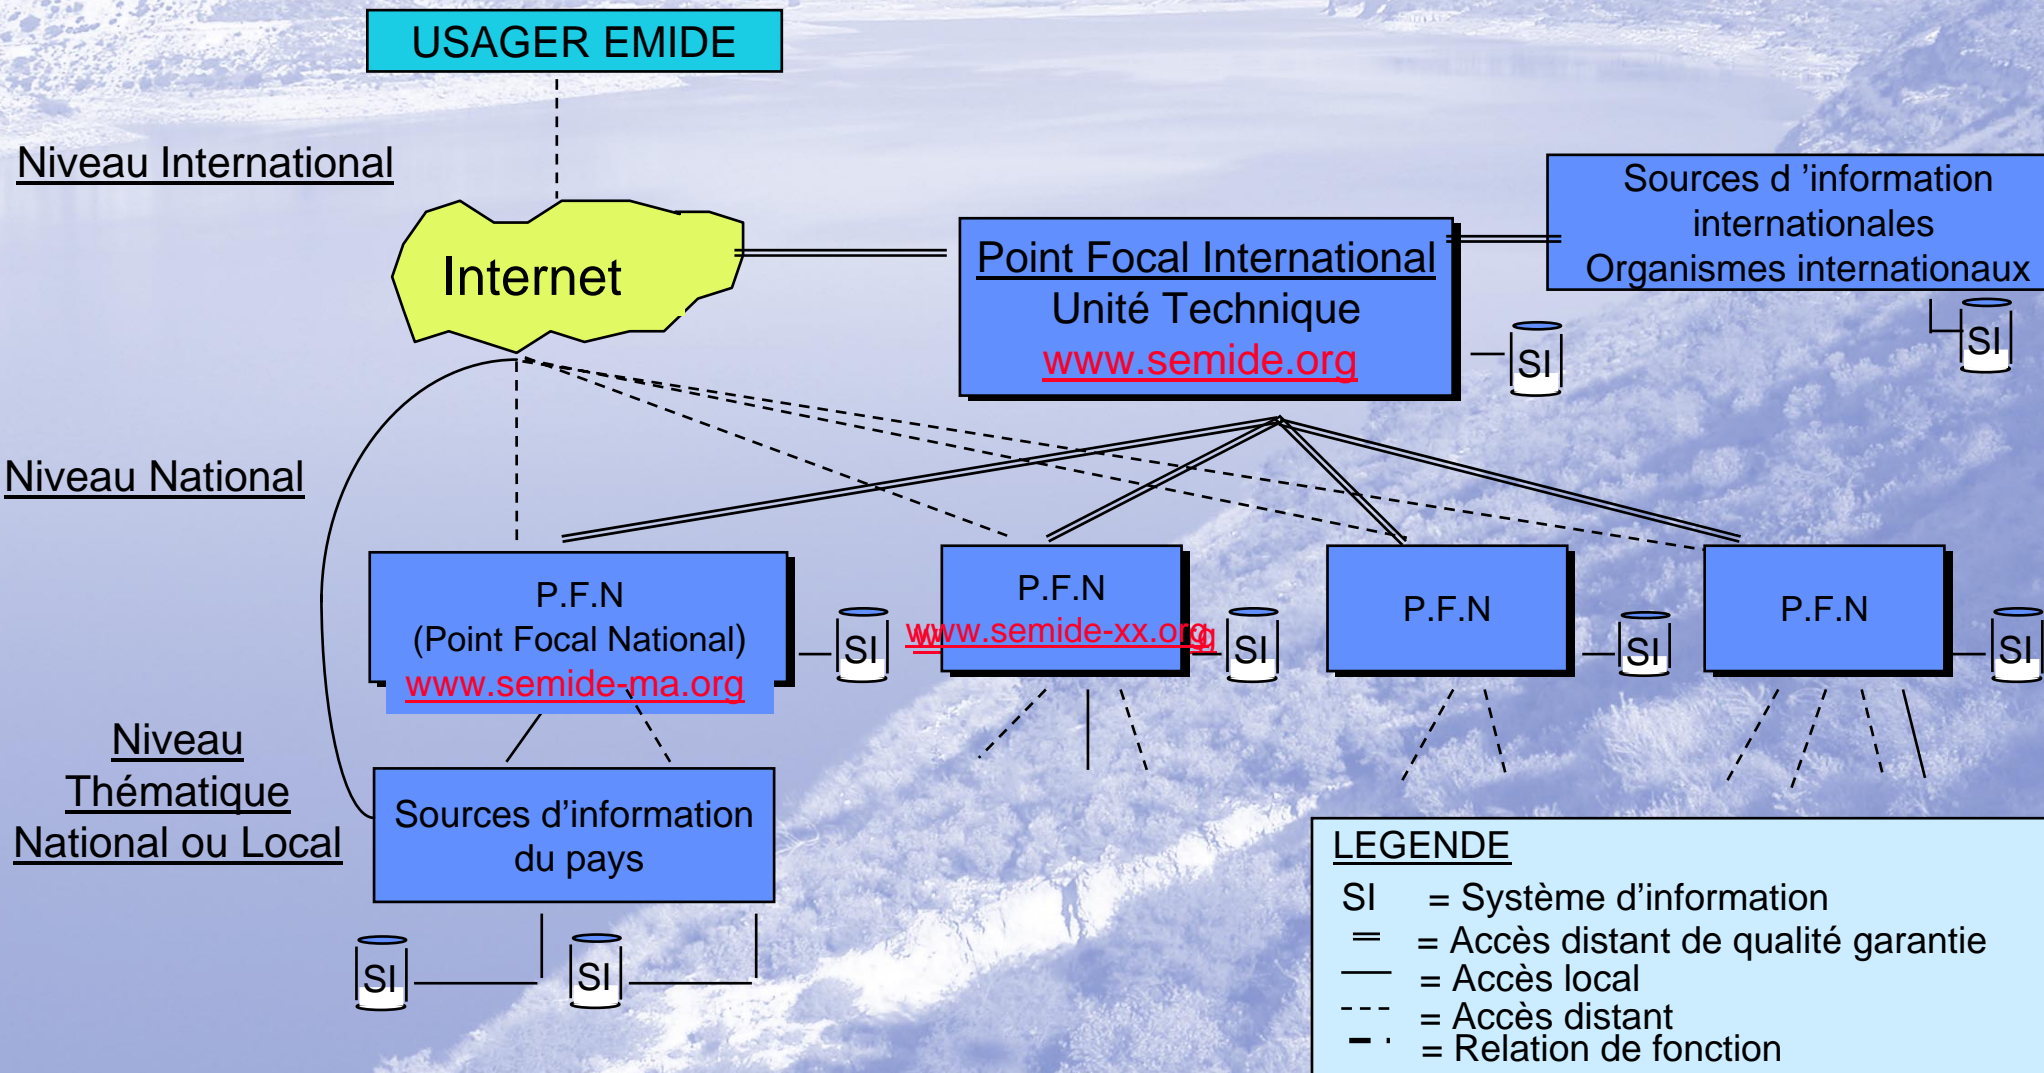 USAGER EMIDE
Niveau International
Internet
Point Focal International
Unité Technique
www.semide.org
SI
Sources d ’information
internationales
Organismes internationaux
SI
Niveau National
P.F.N
(Point Focal National)
www.semide-ma.org
SI
P.F.N
www.semide-xx.org
SI
P.F.N
SI
P.F.N
SI
Niveau
Thématique
National ou Local
Sources d’information
du pays
SI
SI
LEGENDE
SI = Système d’information
= Accès distant de qualité garantie
= Accès local
= Accès distant
= Relation de fonction